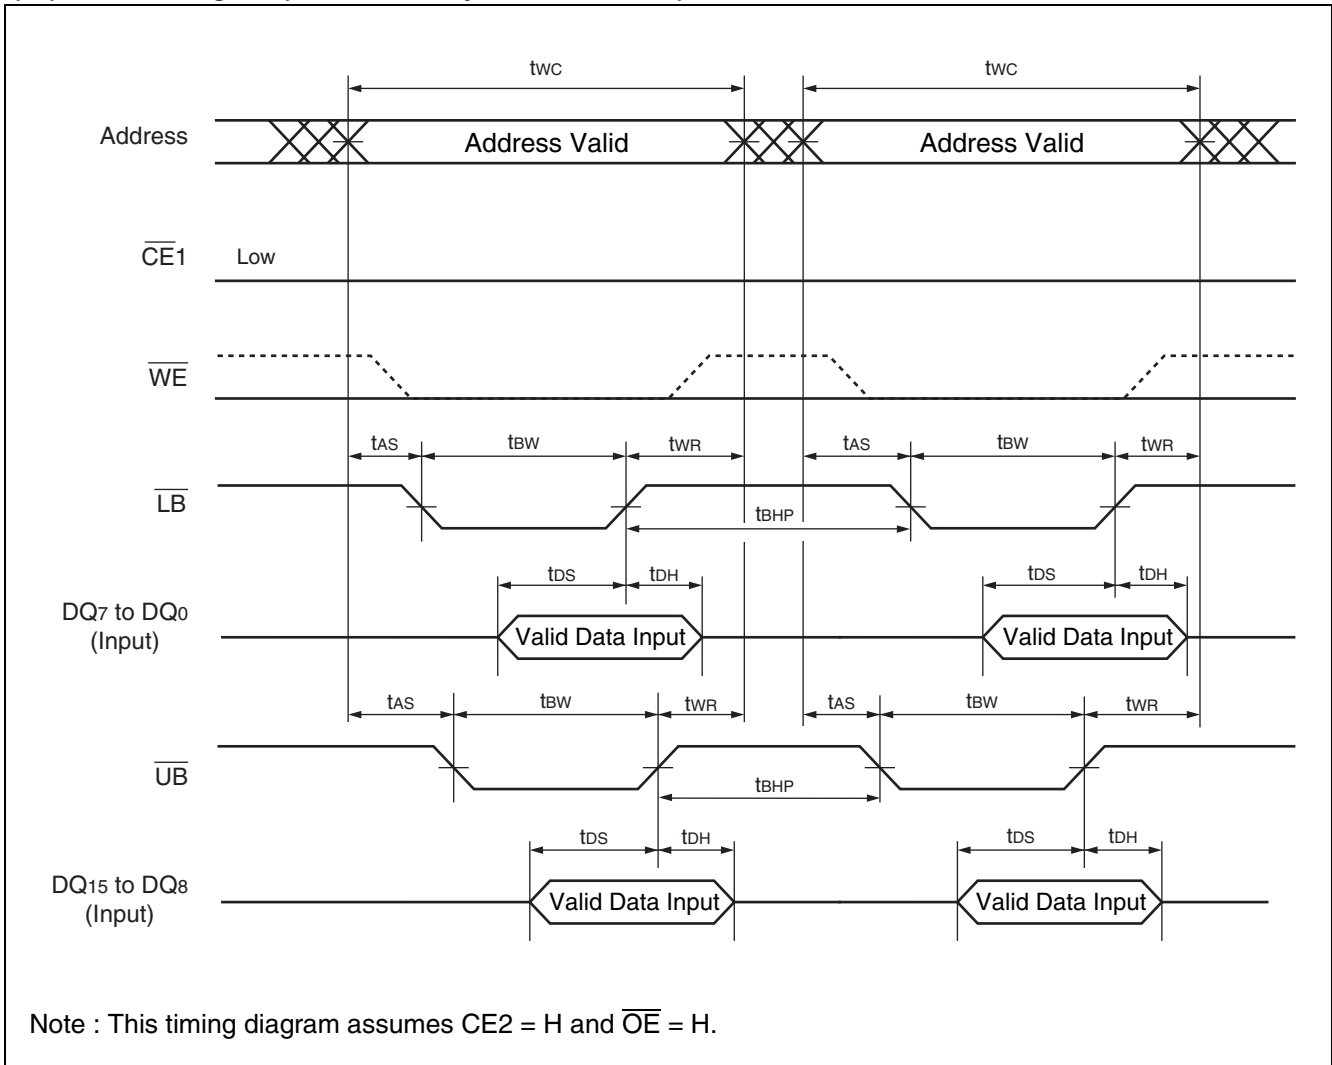 tWC tWC
Address Address Valid Address Valid
CE1 Low
WE
tAS tBW tWR tAS tBW tWR
LB
tBHP
tDS tDH tDS tDH
DQ7 to DQ0
(Input)
Valid Data Input Valid Data Input
tAS tBW tWR tAS tBW tWR
UB
tBHP
tDS tDH tDS tDH
DQ15 to DQ8
(Input)
Valid Data Input Valid Data Input
Note : This timing diagram assumes CE2 = H and OE = H.